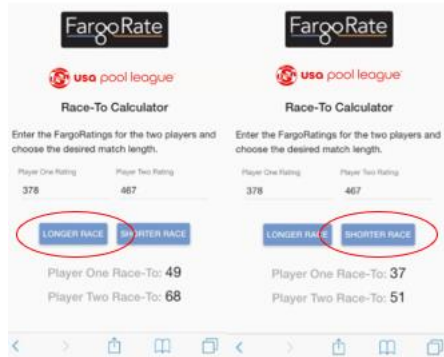 FargoRate
usa pool league
Race-To Calculator
Enter the FargoRatings for the two players and
choose the desired match length.
Player One Rating
Player Two Rating
378
467
LONGER RACE
SHORTER RACE
Player One Race-To: 49
Player Two Race-To: 68
FargoRate
usa pool league
Race-To Calculator
Enter the FargoRatings for the two players and
choose the desired match length.
Player One Rating
Player Two Rating
378
467
LONGER RACE
SHORTER RACE
Player One Race-To: 37
Player Two Race-To: 51